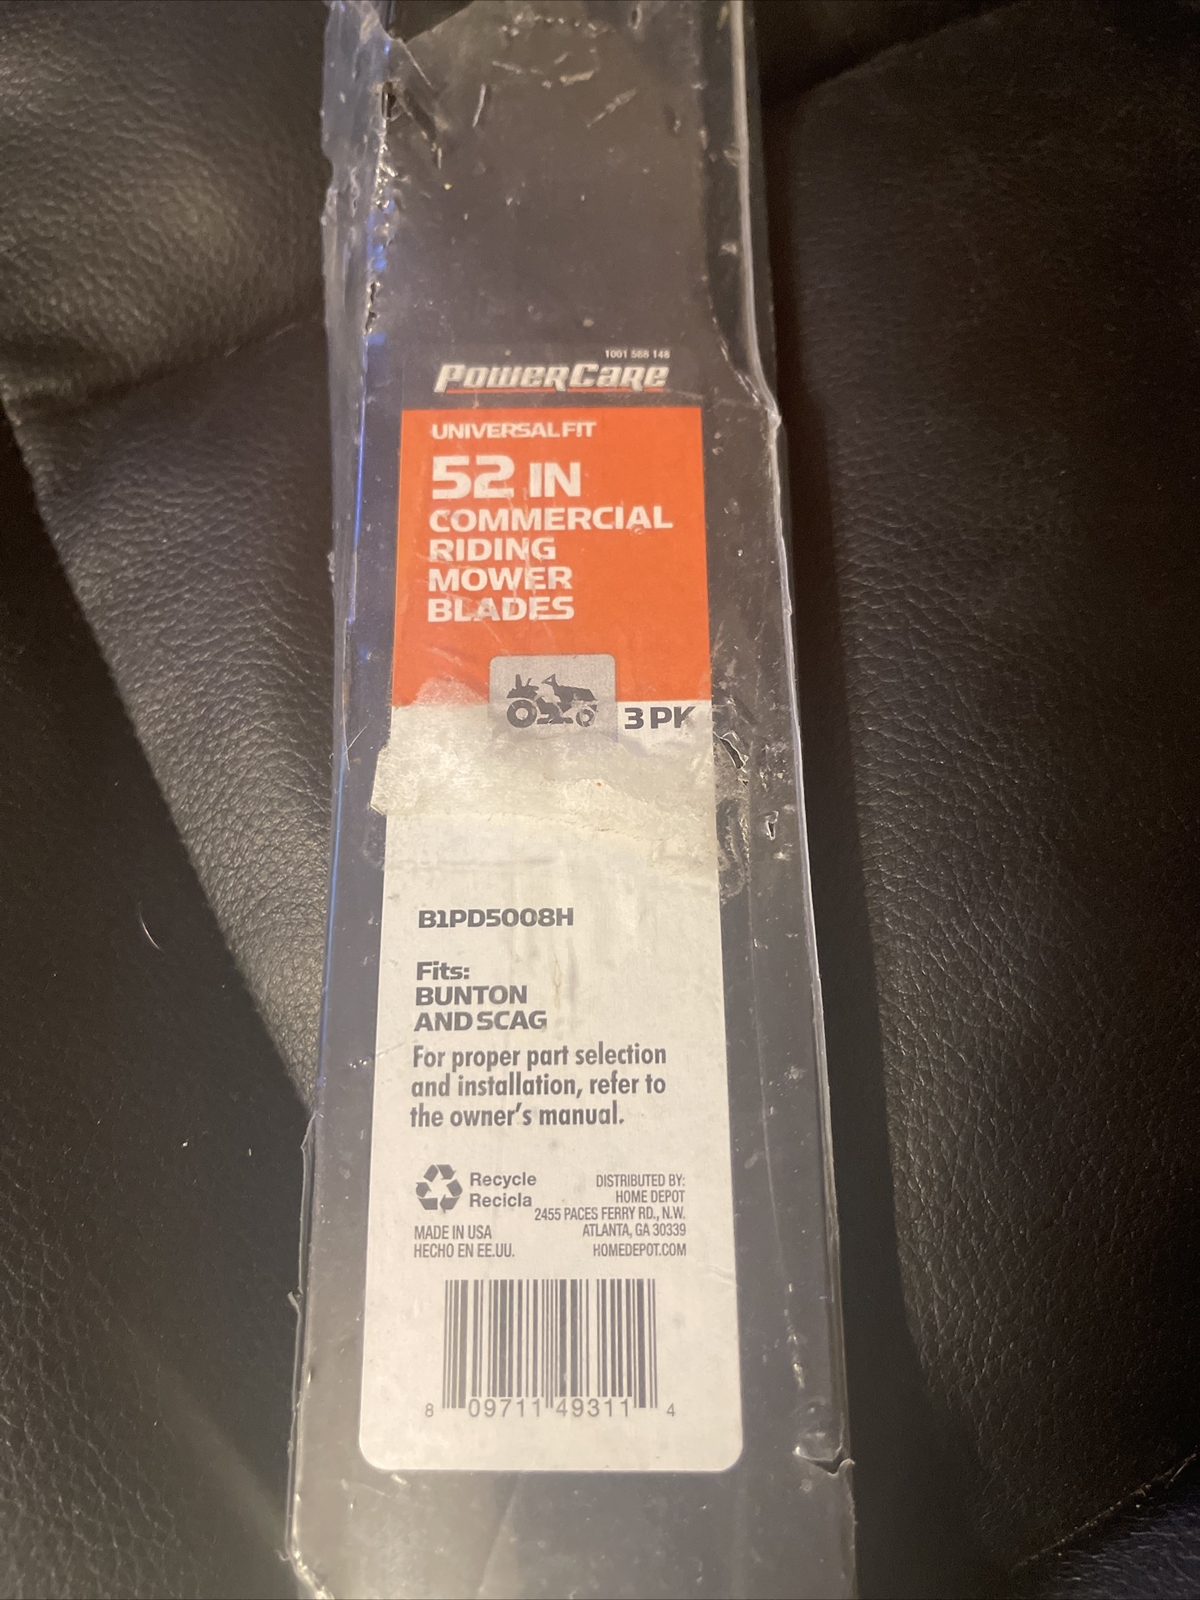 1001 568 148
PowerCare
UNIVERSAL FIT
52 IN
COMMERCIAL
RIDING
MOWER
BLADES
3 PK
B1PD5008H
Fits:
BUNTON
AND SCAG
For proper part selection
and installation, refer to
the owner's manual.
Recycle
Recicla
MADE IN USA
HECHO EN EE.UU.
DISTRIBUTED BY:
HOME DEPOT
2455 PACES FERRY RD., N.W.
ATLANTA, GA 30339
HOMEDEPOT.COM
8 09711 49311 4